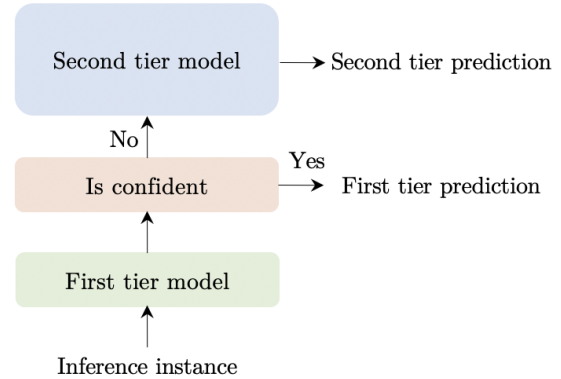 Second tier model
Second tier prediction
No
Yes
Is confident
First tier prediction
First tier model
Inference instance